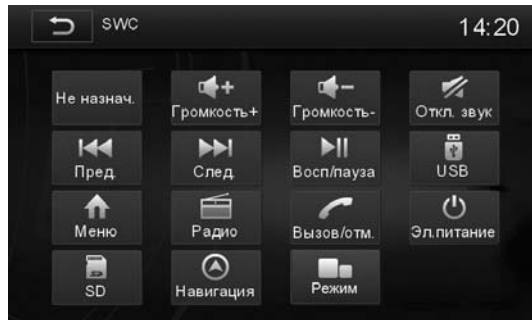 SWC 14:20
Не назнач. Громкость+ Громкость- Откл. звук
Пред. След. Восп/пауза USB
Меню Радио Вызов/отм. Эл.питание
SD Навигация Режим